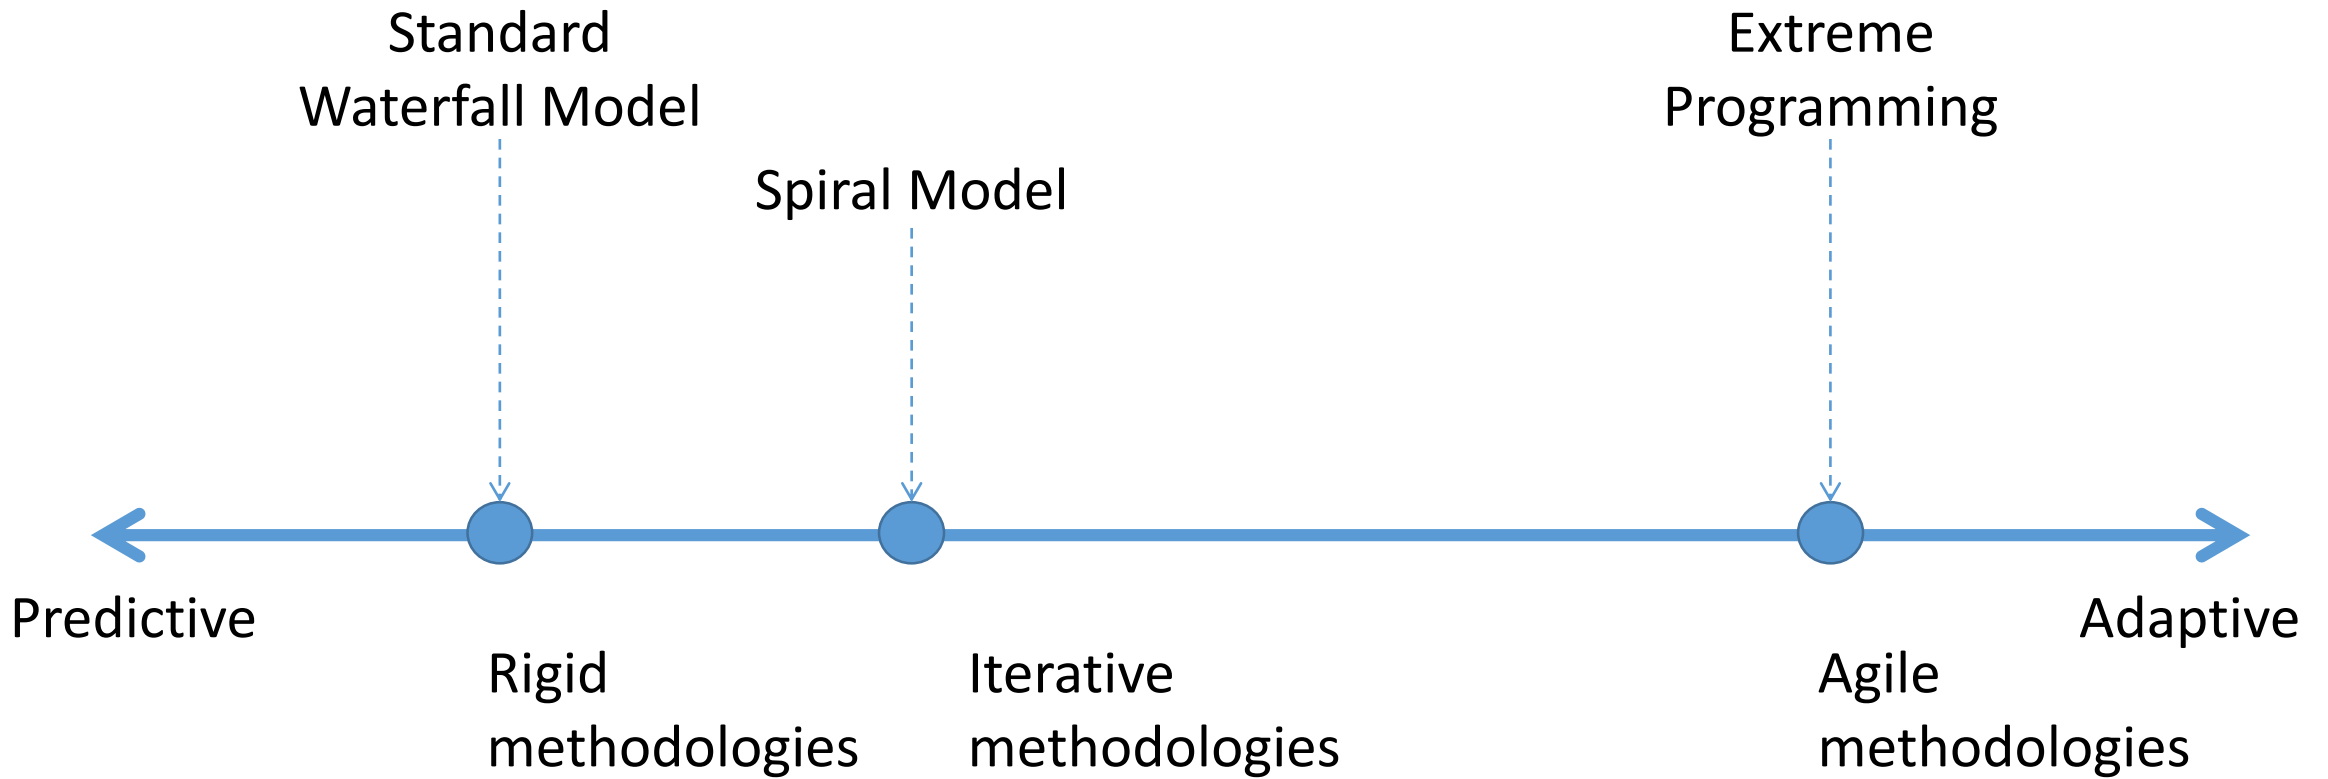 Standard
Waterfall Model
Spiral Model
Extreme
Programming
Predictive
Adaptive
Rigid
methodologies
Iterative
methodologies
Agile
methodologies